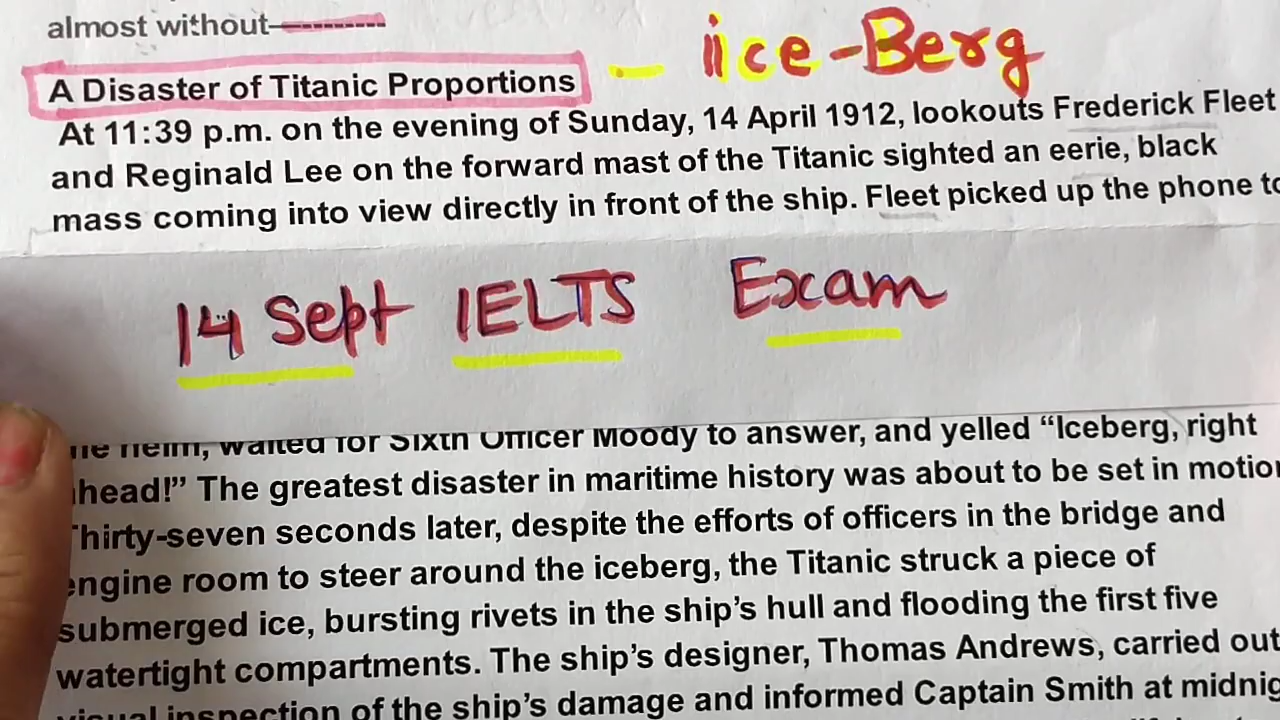 almost without-----------
A Disaster of Titanic Proportions - iice-Berg
At 11:39 p.m. on the evening of Sunday, 14 April 1912, lookouts Frederick Fleet
and Reginald Lee on the forward mast of the Titanic sighted an eerie, black
mass coming into view directly in front of the ship. Fleet picked up the phone to
14 Sept IELTS Exam
helm, waited for Sixth Officer Moody to answer, and yelled “Iceberg, right
head!” The greatest disaster in maritime history was about to be set in motion
Thirty-seven seconds later, despite the efforts of officers in the bridge and
engine room to steer around the iceberg, the Titanic struck a piece of
submerged ice, bursting rivets in the ship’s hull and flooding the first five
watertight compartments. The ship’s designer, Thomas Andrews, carried out
visual inspection of the ship’s damage and informed Captain Smith at midnig